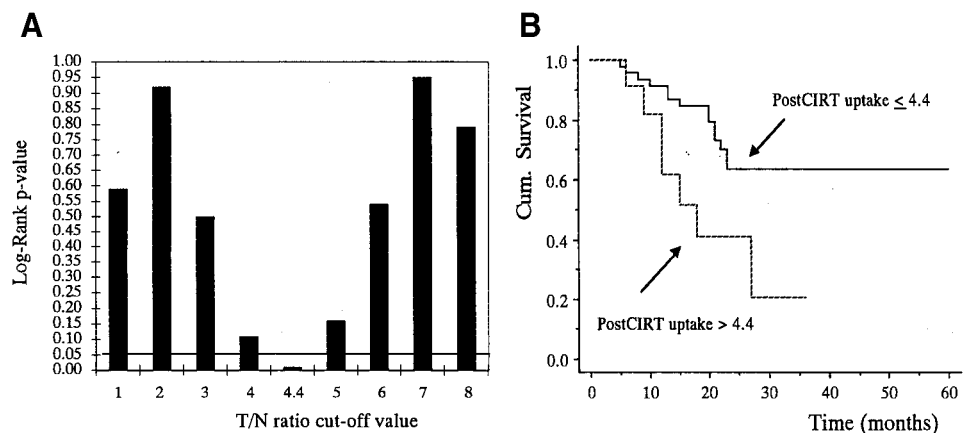 A
Log-Rank p-value
1.00
0.95
0.90
0.85
0.80
0.75
0.70
0.65
0.60
0.55
0.50
0.45
0.40
0.35
0.30
0.25
0.20
0.15
0.10
0.05
0.00
1 2 3 4 4.4 5 6 7 8
T/N ratio cut-off value
B
Cum. Survival
1.0
0.8
0.6
0.4
0.2
0.0
PostCIRT uptake ≤ 4.4
PostCIRT uptake > 4.4
0 10 20 30 40 50 60
Time (months)